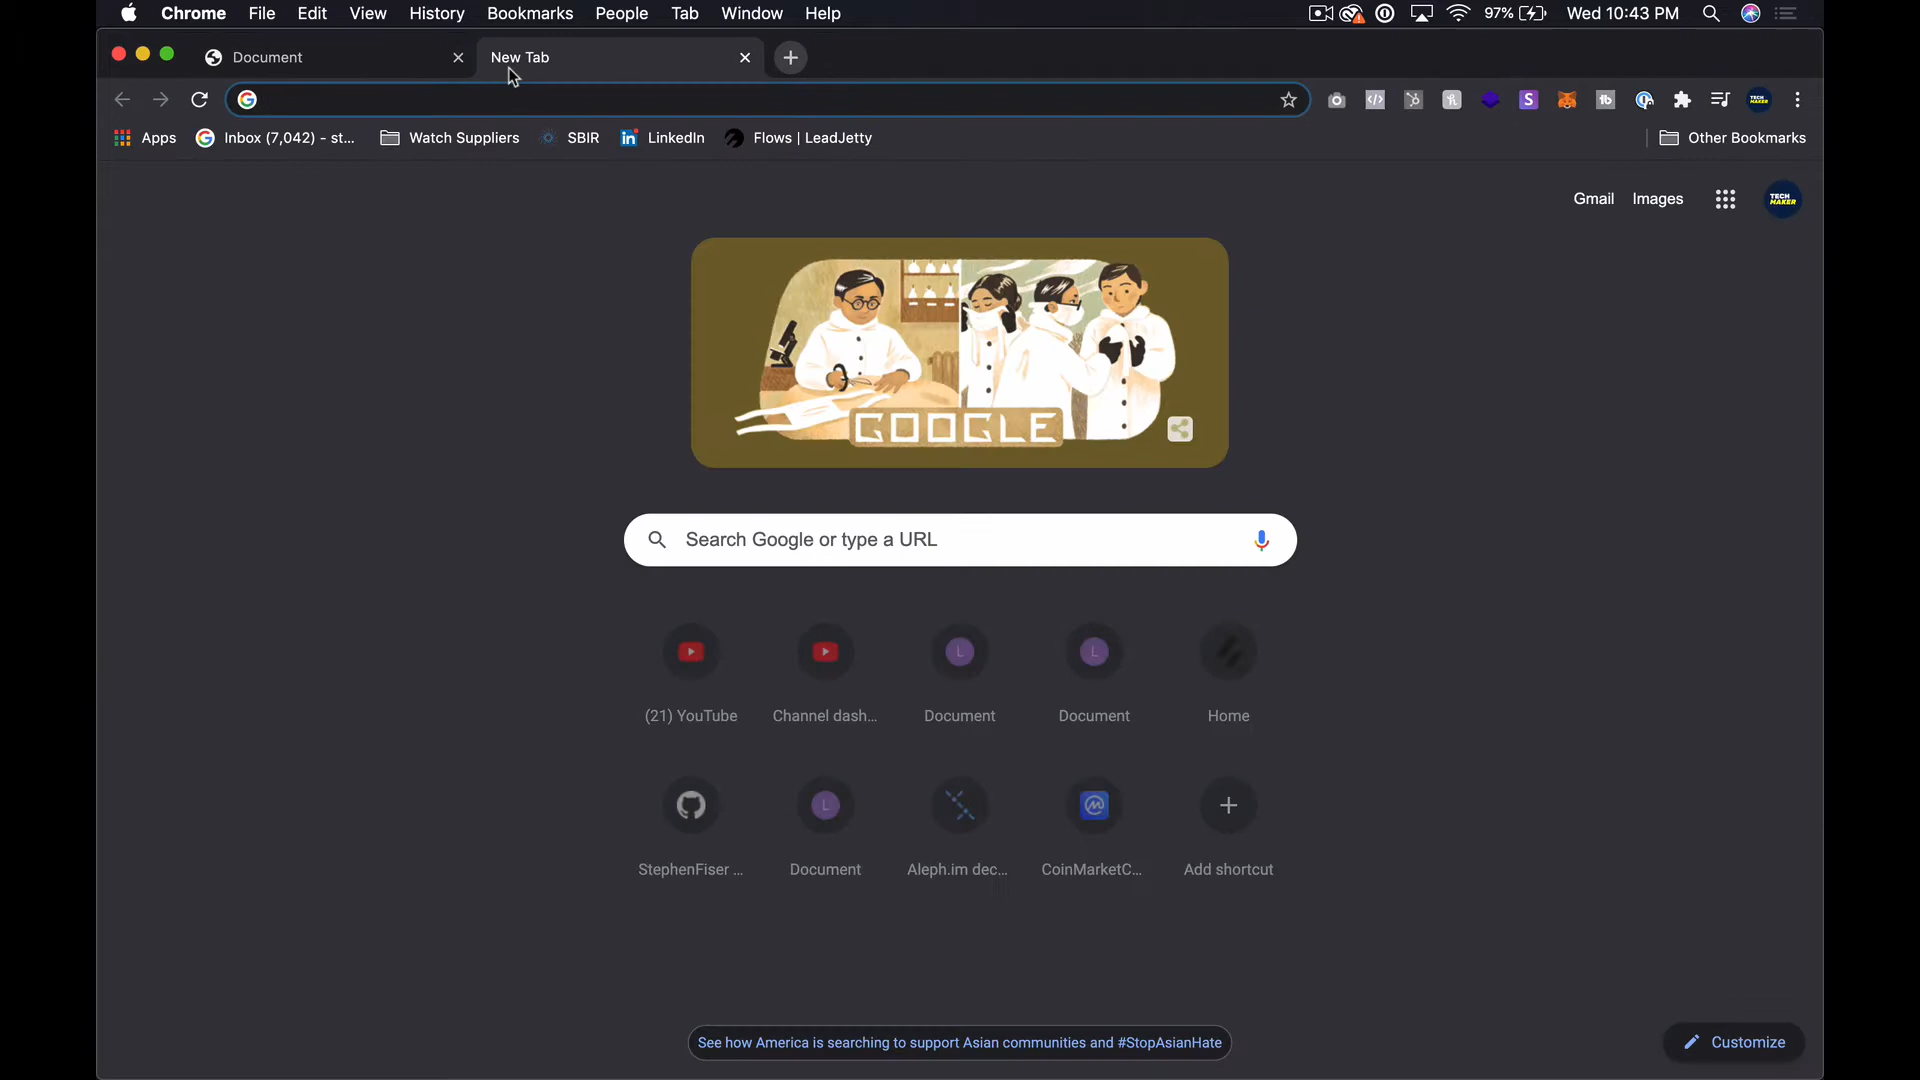 Chrome File Edit View History Bookmarks People Tab Window Help 97% Wed 10:43 PM
Document New Tab
Apps Inbox (7,042) - st... Watch Suppliers SBIR LinkedIn Flows | LeadJetty Other Bookmarks
Gmail Images TECH MAKER
GOOGLE
Search Google or type a URL
(21) YouTube Channel dash... Document Document Home
StephenFiser ... Document Aleph.im dec... CoinMarketC... Add shortcut
See how America is searching to support Asian communities and #StopAsianHate
Customize